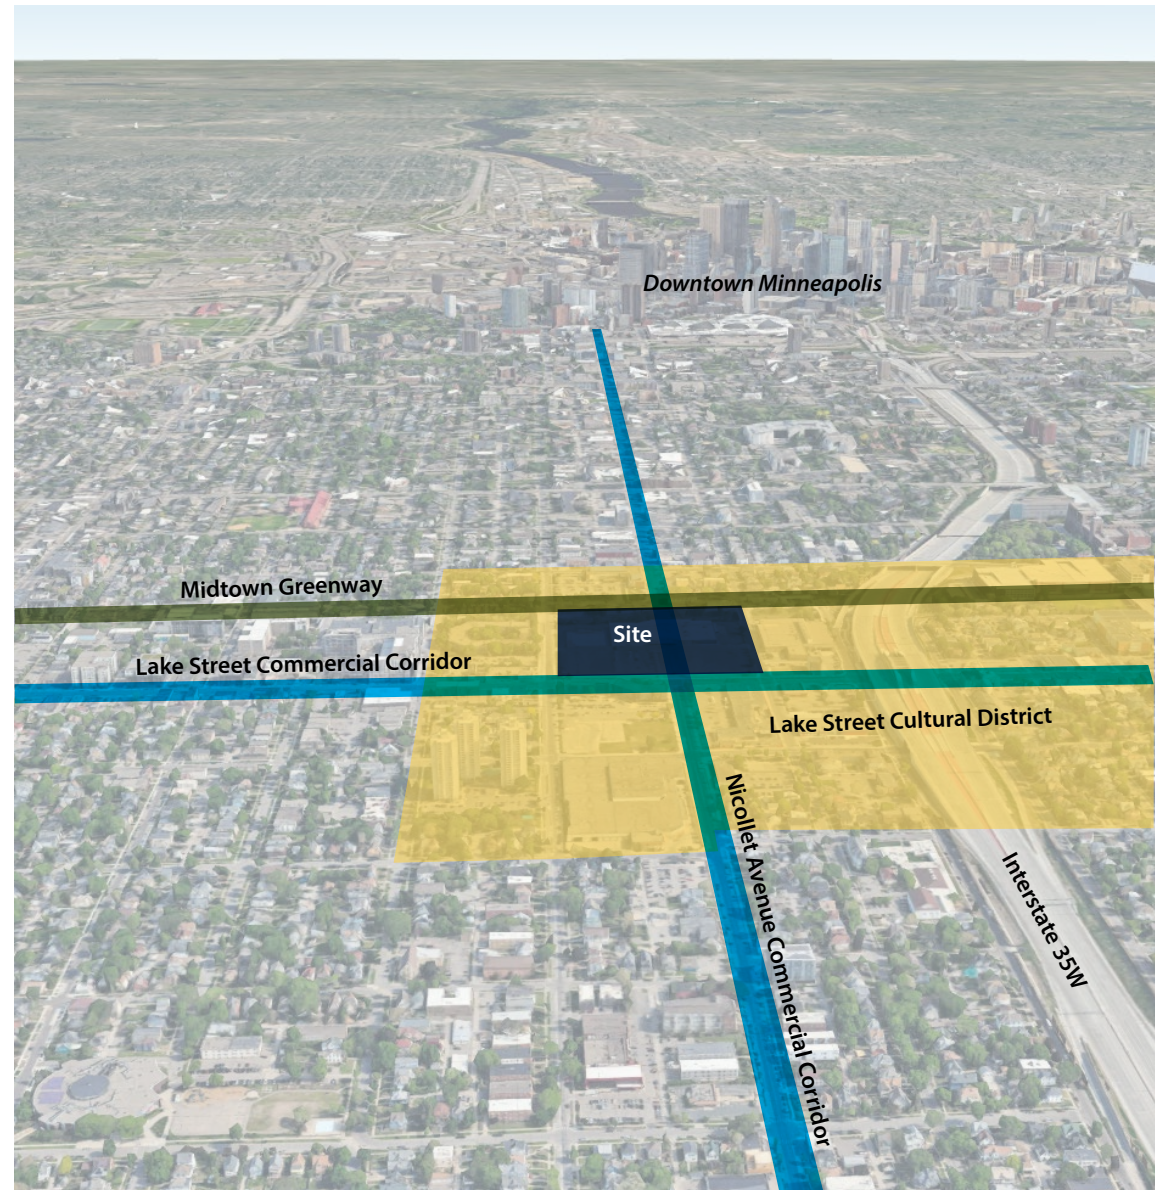 Downtown Minneapolis
Midtown Greenway
Site
Lake Street Commercial Corridor
Lake Street Cultural District
Nicollet Avenue Commercial Corridor
Interstate 35W